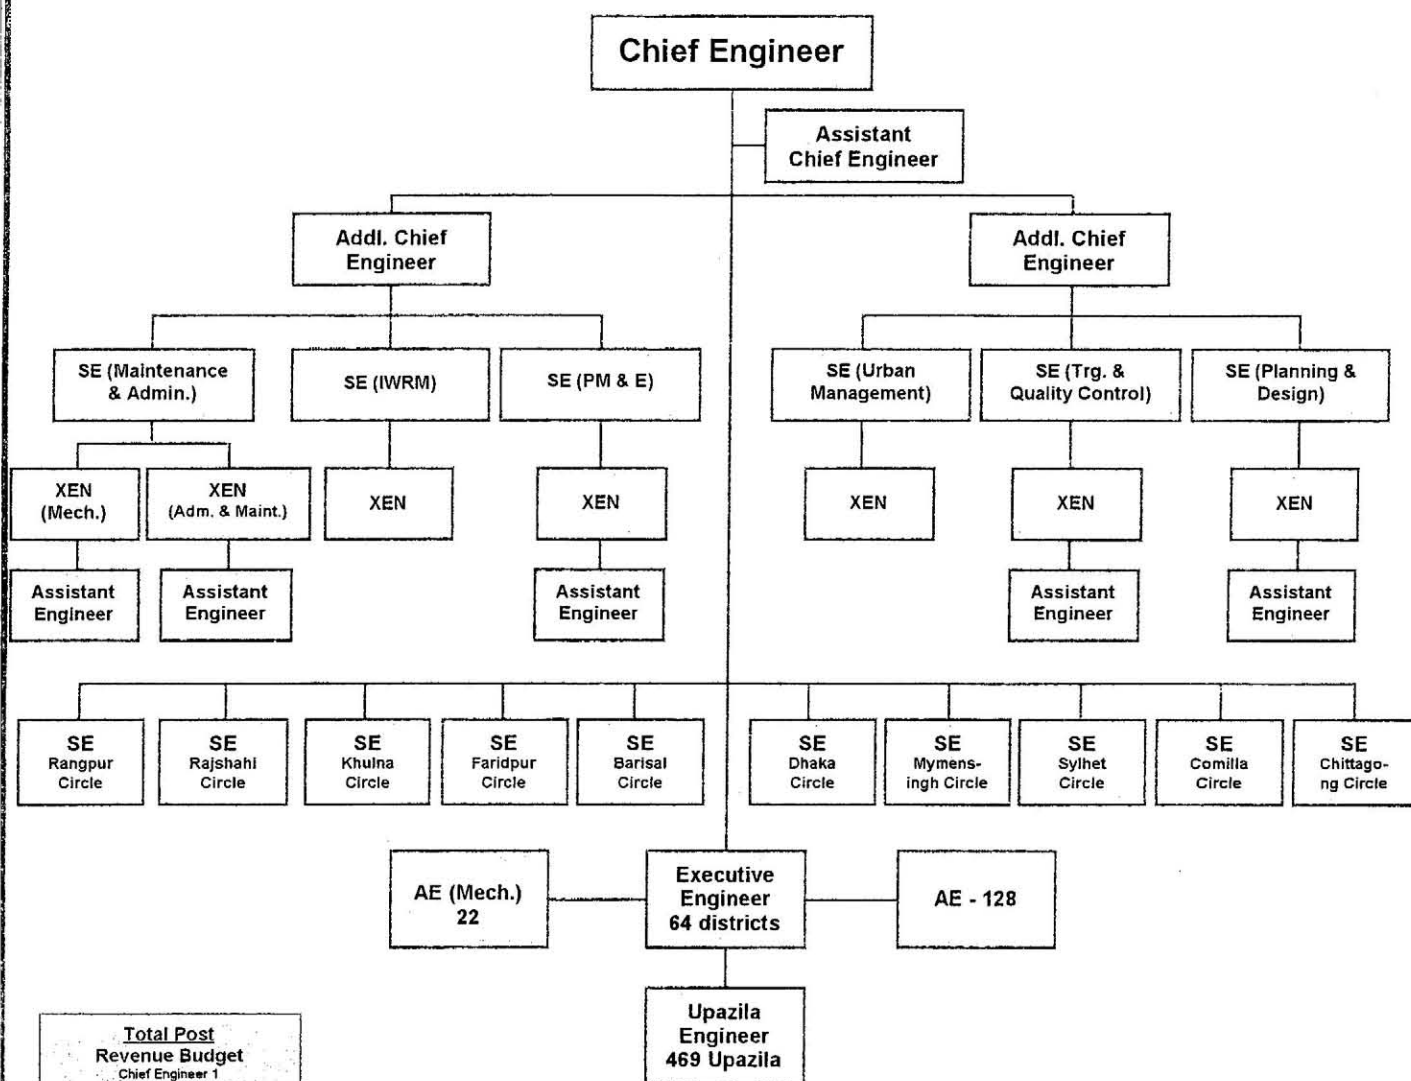 Chief Engineer
Assistant
Chief Engineer
Addl. Chief
Engineer
Addl. Chief
Engineer
SE (Maintenance
& Admin.)
SE (IWRM)
SE (PM & E)
SE (Urban
Management)
SE (Trg. &
Quality Control)
SE (Planning &
Design)
XEN
(Mech.)
XEN
(Adm. & Maint.)
XEN
XEN
XEN
XEN
XEN
Assistant
Engineer
Assistant
Engineer
Assistant
Engineer
Assistant
Engineer
Assistant
Engineer
SE
Rangpur
Circle
SE
Rajshahi
Circle
SE
Khulna
Circle
SE
Faridpur
Circle
SE
Barisal
Circle
SE
Dhaka
Circle
SE
Mymens-
ingh Circle
SE
Sylhet
Circle
SE
Comilla
Circle
SE
Chittago-
ng Circle
AE (Mech.)
22
Executive
Engineer
64 districts
AE - 128
Upazila
Engineer
469 Upazila
Total Post
Revenue Budget
Chief Engineer 1